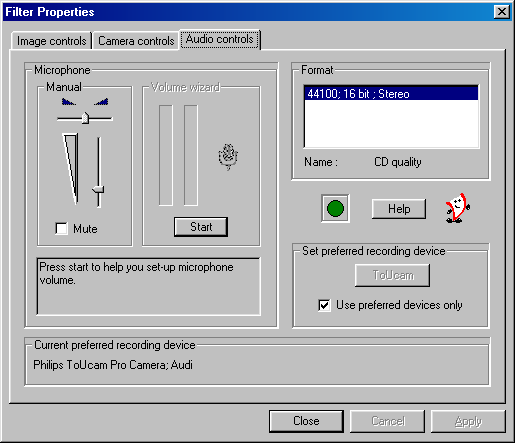 Filter Properties
Image controls
Camera controls
Audio controls
Microphone
Manual
Volume wizard
Mute
Start
Press start to help you set-up microphone
volume.
Format
44100; 16 bit ; Stereo
Name : CD quality
Help
Set preferred recording device
ToUcam
Use preferred devices only
Current preferred recording device
Philips ToUcam Pro Camera; Audi
Close
Cancel
Apply